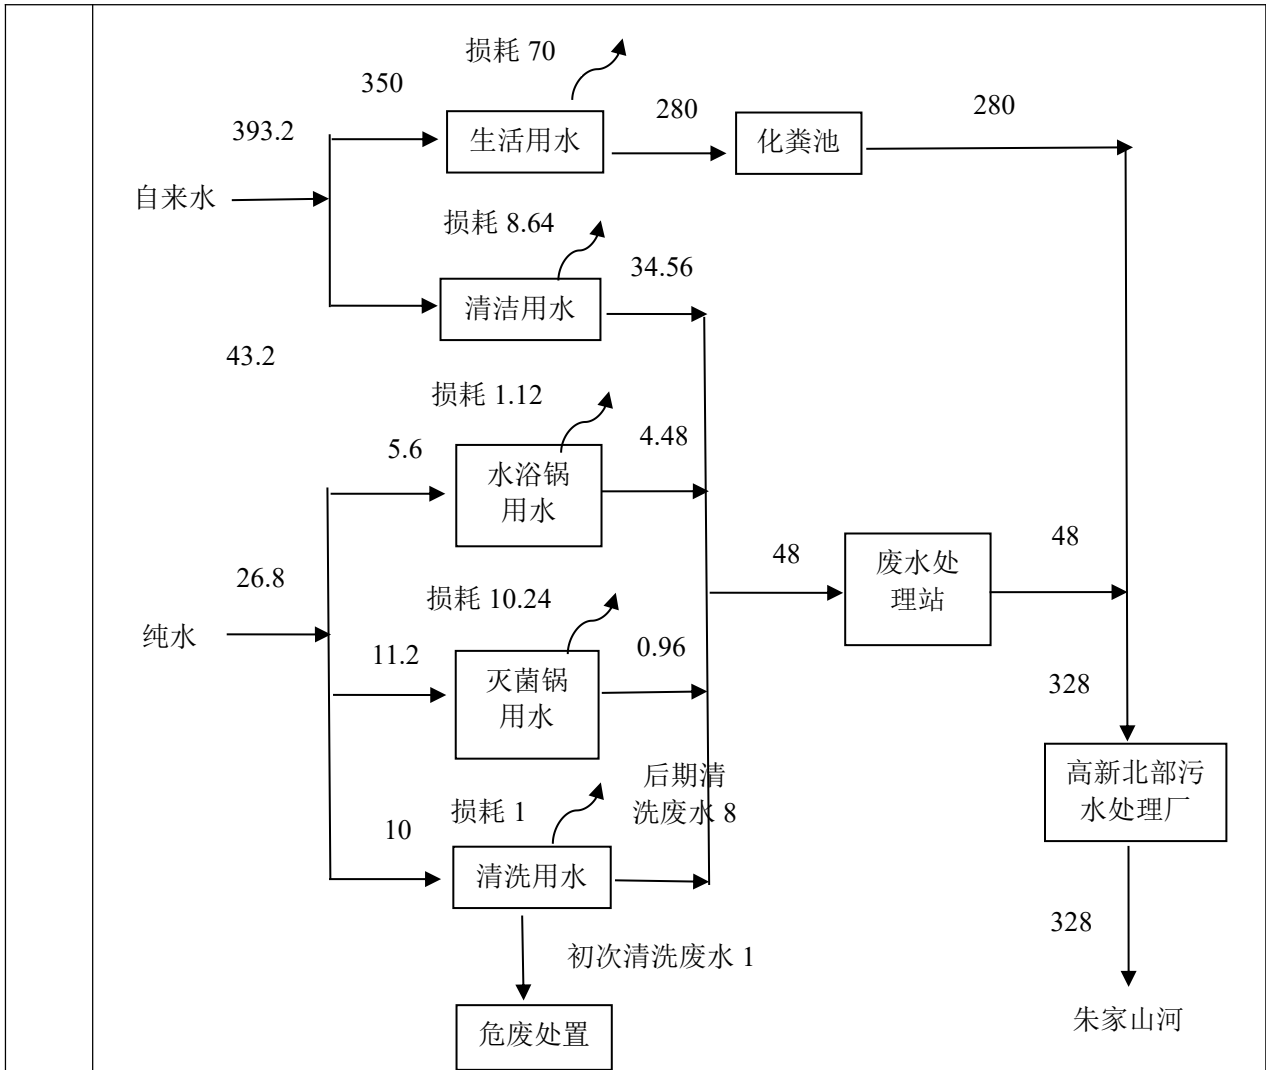 损耗 70
350
393.2
生活用水
280
化粪池
280
自来水
损耗 8.64
34.56
清洁用水
43.2
损耗 1.12
5.6
4.48
水浴锅
用水
48
废水处
理站
48
26.8
损耗 10.24
纯水
11.2
0.96
灭菌锅
用水
328
后期清
洗废水 8
高新北部污
水处理厂
损耗 1
10
清洗用水
328
初次清洗废水 1
危废处置
朱家山河